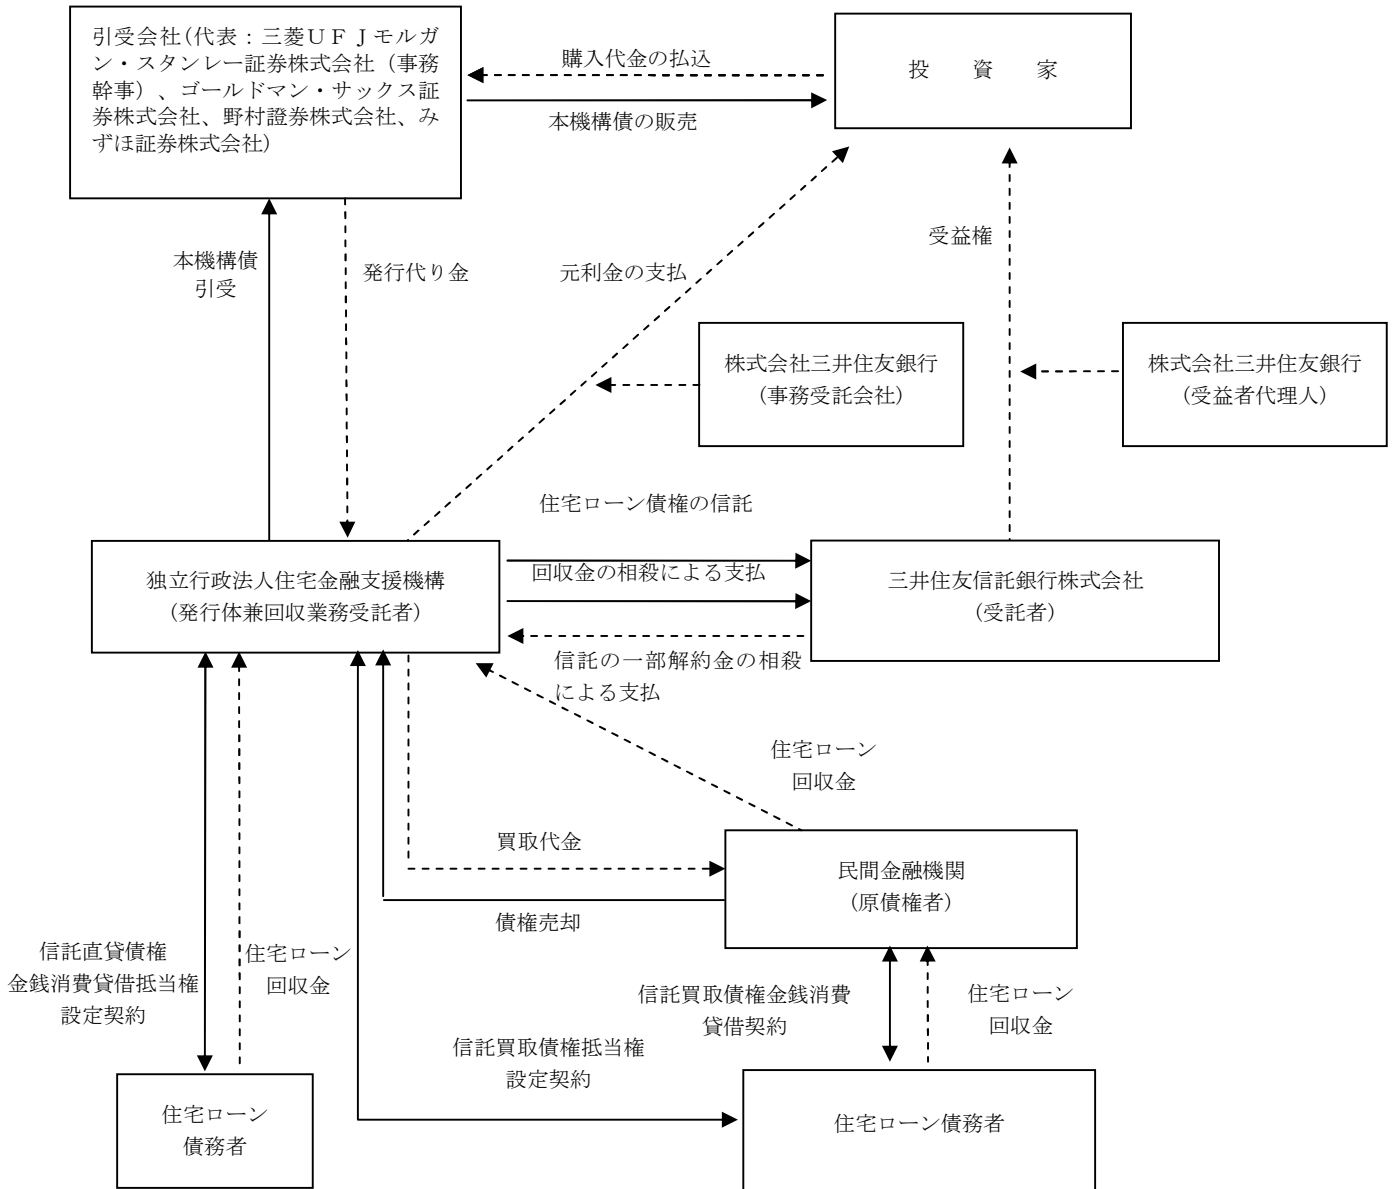 引受会社(代表：三菱ＵＦＪモルガ
ン・スタンレー証券株式会社（事務
幹事）、ゴールドマン・サックス証
券株式会社、野村證券株式会社、み
ずほ証券株式会社)
購入代金の払込
本機構債の販売
投　資　家
本機構債
引受
発行代り金
元利金の支払
受益権
株式会社三井住友銀行
（事務受託会社）
株式会社三井住友銀行
（受益者代理人）
住宅ローン債権の信託
独立行政法人住宅金融支援機構
（発行体兼回収業務受託者）
回収金の相殺による支払
三井住友信託銀行株式会社
（受託者）
信託の一部解約金の相殺
による支払
住宅ローン
回収金
買取代金
民間金融機関
（原債権者）
債権売却
信託直貸債権
金銭消費貸借抵当権
設定契約
住宅ローン
回収金
信託買取債権金銭消費
貸借契約
住宅ローン
回収金
信託買取債権抵当権
設定契約
住宅ローン
債務者
住宅ローン債務者